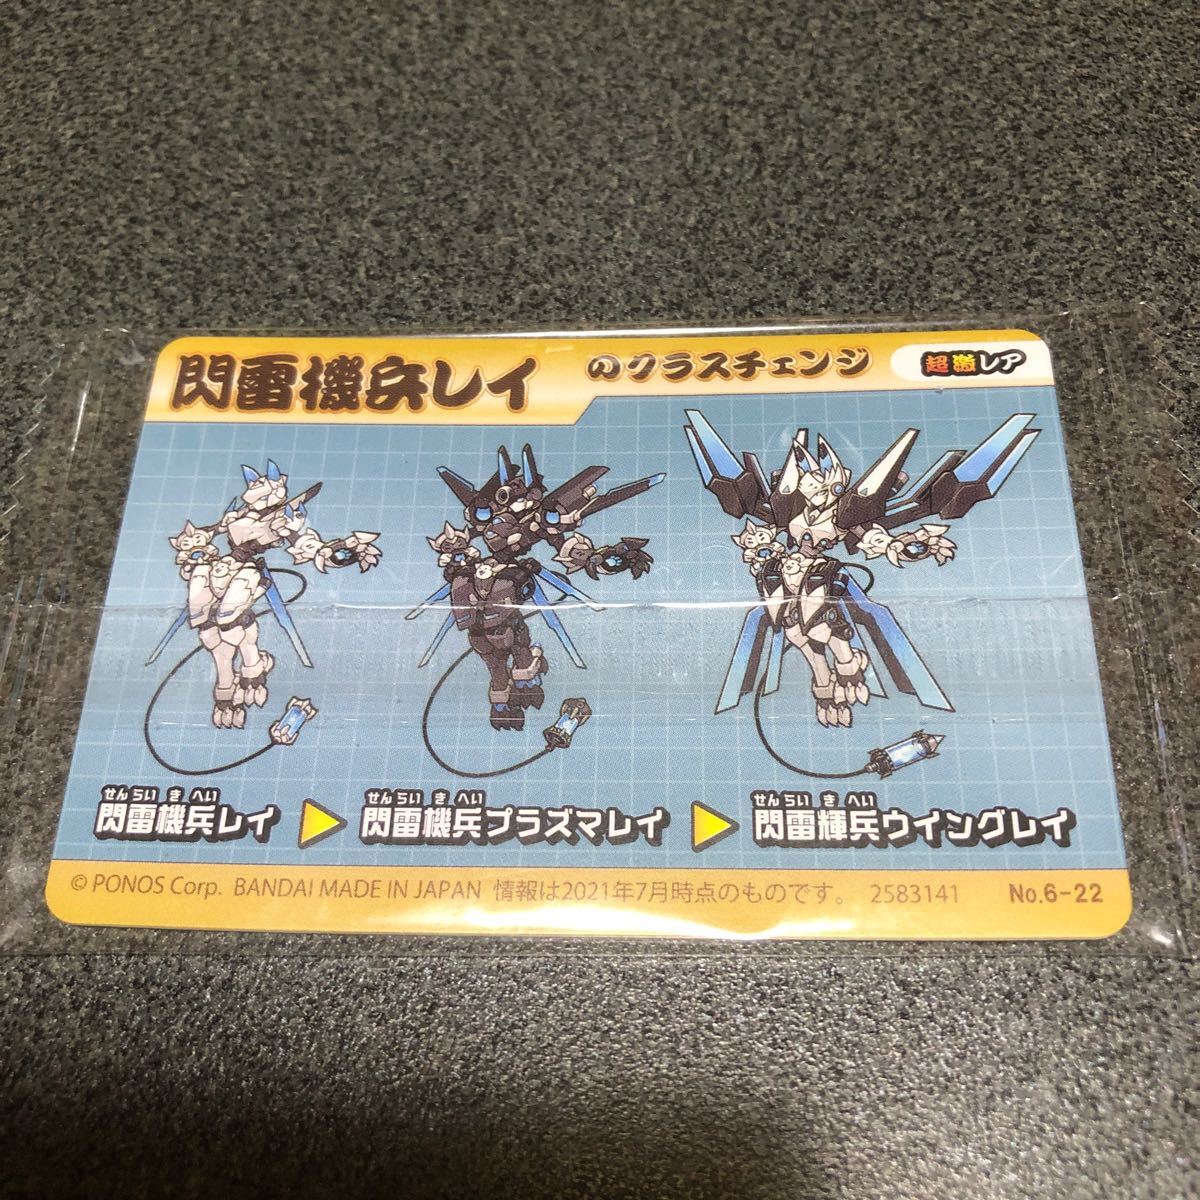 閃雷機兵レイ のクラスチェンジ 超激レア
せんらいきへい せんらいきへい せんらいきへい
閃雷機兵レイ 閃雷機兵プラズマレイ 閃雷輝兵ウイングレイ
© PONOS Corp. BANDAI MADE IN JAPAN 情報は2021年7月時点のものです。 2583141 No.6-22